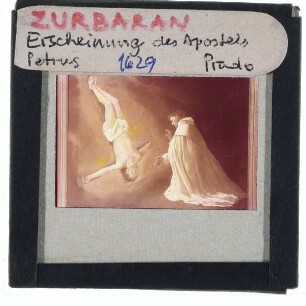 ZURBARAN
Erscheinung des Apostels
Petrus 1629 Prado